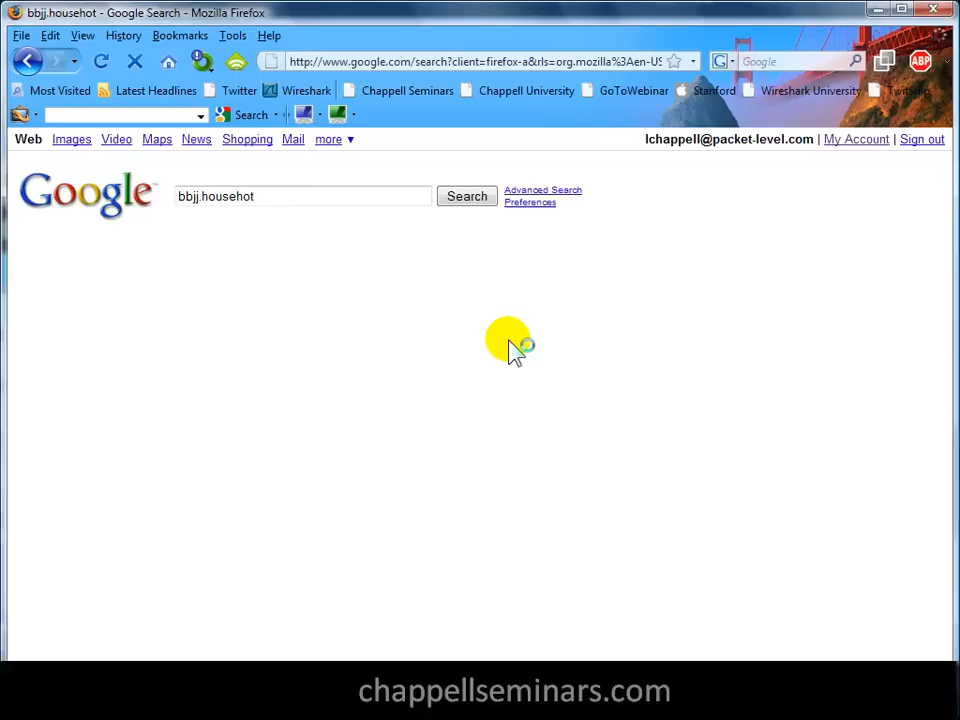 bbjj.househot - Google Search - Mozilla Firefox
File Edit View History Bookmarks Tools Help
http://www.google.com/search?client=firefox-a&rls=org.mozilla%3Aen-US Google ABP
Most Visited Latest Headlines Twitter Wireshark Chappell Seminars Chappell University GoToWebinar Stanford Wireshark University
Search
Web Images Video Maps News Shopping Mail more ▼ lchappell@packet-level.com | My Account | Sign out
Google bbjj.househot Search Advanced Search
Preferences
chappellseminars.com